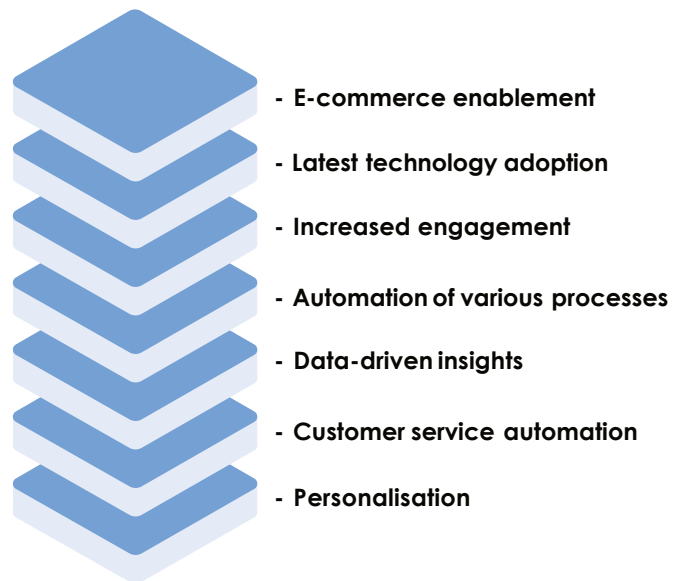 - E-commerce enablement
- Latest technology adoption
- Increased engagement
- Automation of various processes
- Data-driven insights
- Customer service automation
- Personalisation